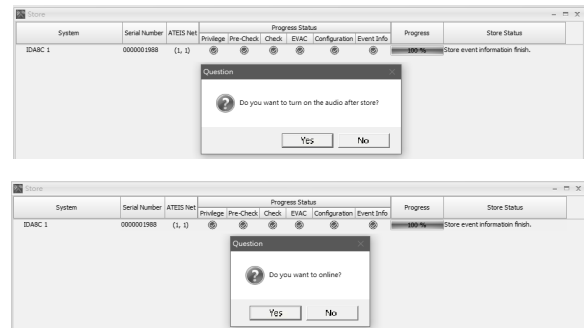 Store
Progress Status
System Serial Number ATEIS Net Privilege Pre-Check Check EVAC Configuration Event Info Progress Store Status
IDA8C 1 0000001988 (1, 1) 100 % Store event informatioin finish.
Question
Do you want to turn on the audio after store?
Yes No
Store
Progress Status
System Serial Number ATEIS Net Privilege Pre-Check Check EVAC Configuration Event Info Progress Store Status
IDA8C 1 0000001988 (1, 1) 100 % Store event informatioin finish.
Question
Do you want to online?
Yes No